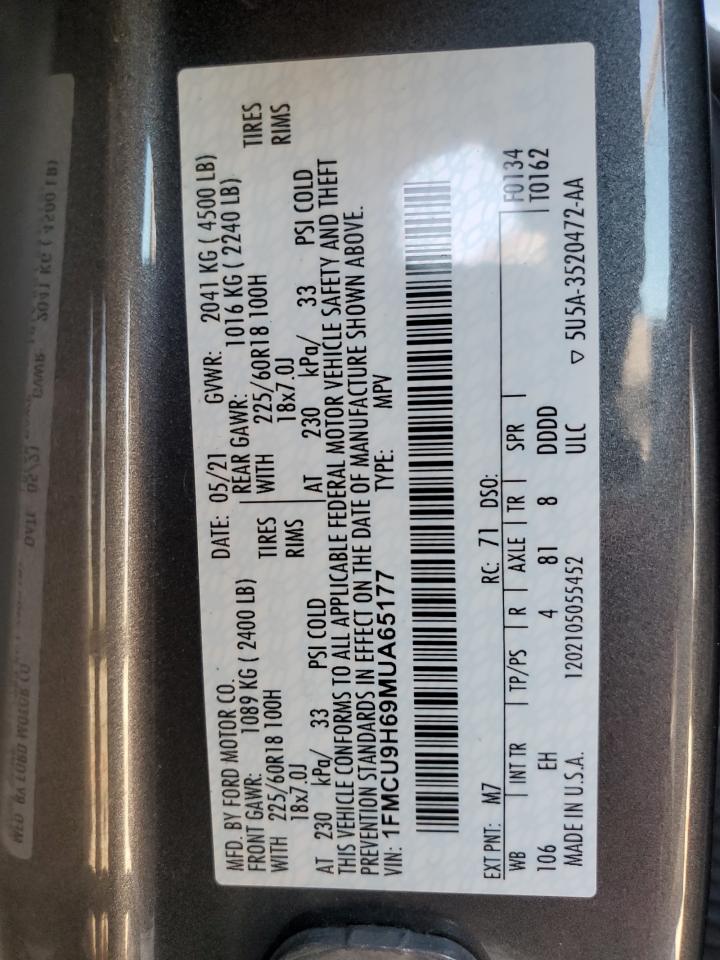 MFD. BY FORD MOTOR CO. DATE: 05/21 GVWR: 2041 KG ( 4500 LB)
FRONT GAWR: 1089 KG ( 2400 LB) REAR GAWR: 1016 KG ( 2240 LB)
WITH 225/60R18 100H TIRES WITH 225/60R18 100H TIRES
18x7.0J RIMS 18x7.0J RIMS
AT 230 kPa/ 33 PSI COLD AT 230 kPa/ 33 PSI COLD
THIS VEHICLE CONFORMS TO ALL APPLICABLE FEDERAL MOTOR VEHICLE SAFETY AND THEFT
PREVENTION STANDARDS IN EFFECT ON THE DATE OF MANUFACTURE SHOWN ABOVE.
VIN: 1FMCU9H69MUA65177 TYPE: MPV
EXT PNT: M7 RC: 71 DSO: F0134
WB INT TR TP/PS R AXLE TR SPR T0162
106 EH 4 81 8 DDDD
MADE IN U.S.A. 1202105055452 ULC ▽ 5U5A-3520472-AA